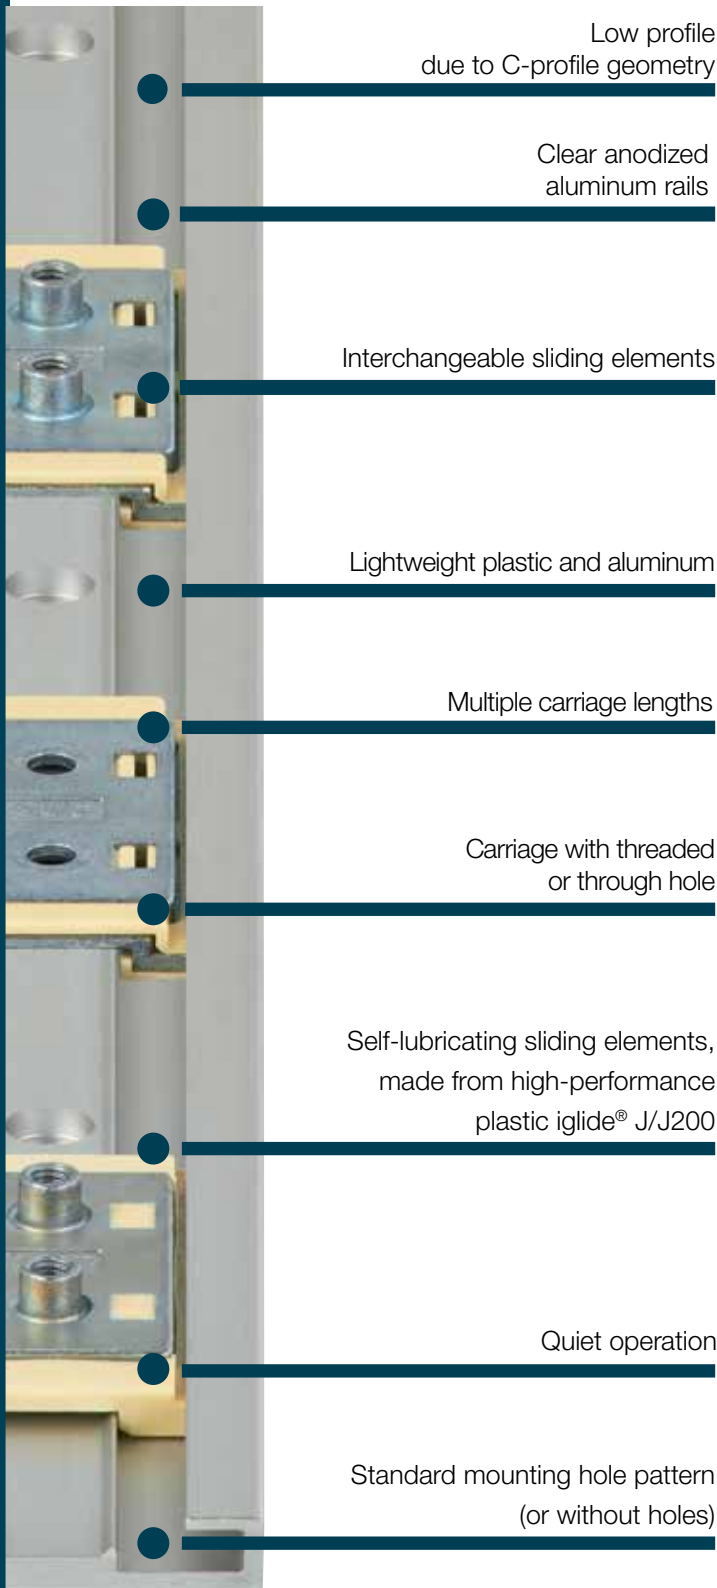 Low profile
due to C-profile geometry
Clear anodized
aluminum rails
Interchangeable sliding elements
Lightweight plastic and aluminum
Multiple carriage lengths
Carriage with threaded
or through hole
Self-lubricating sliding elements,
made from high-performance
plastic iglide® J/J200
Quiet operation
Standard mounting hole pattern
(or without holes)